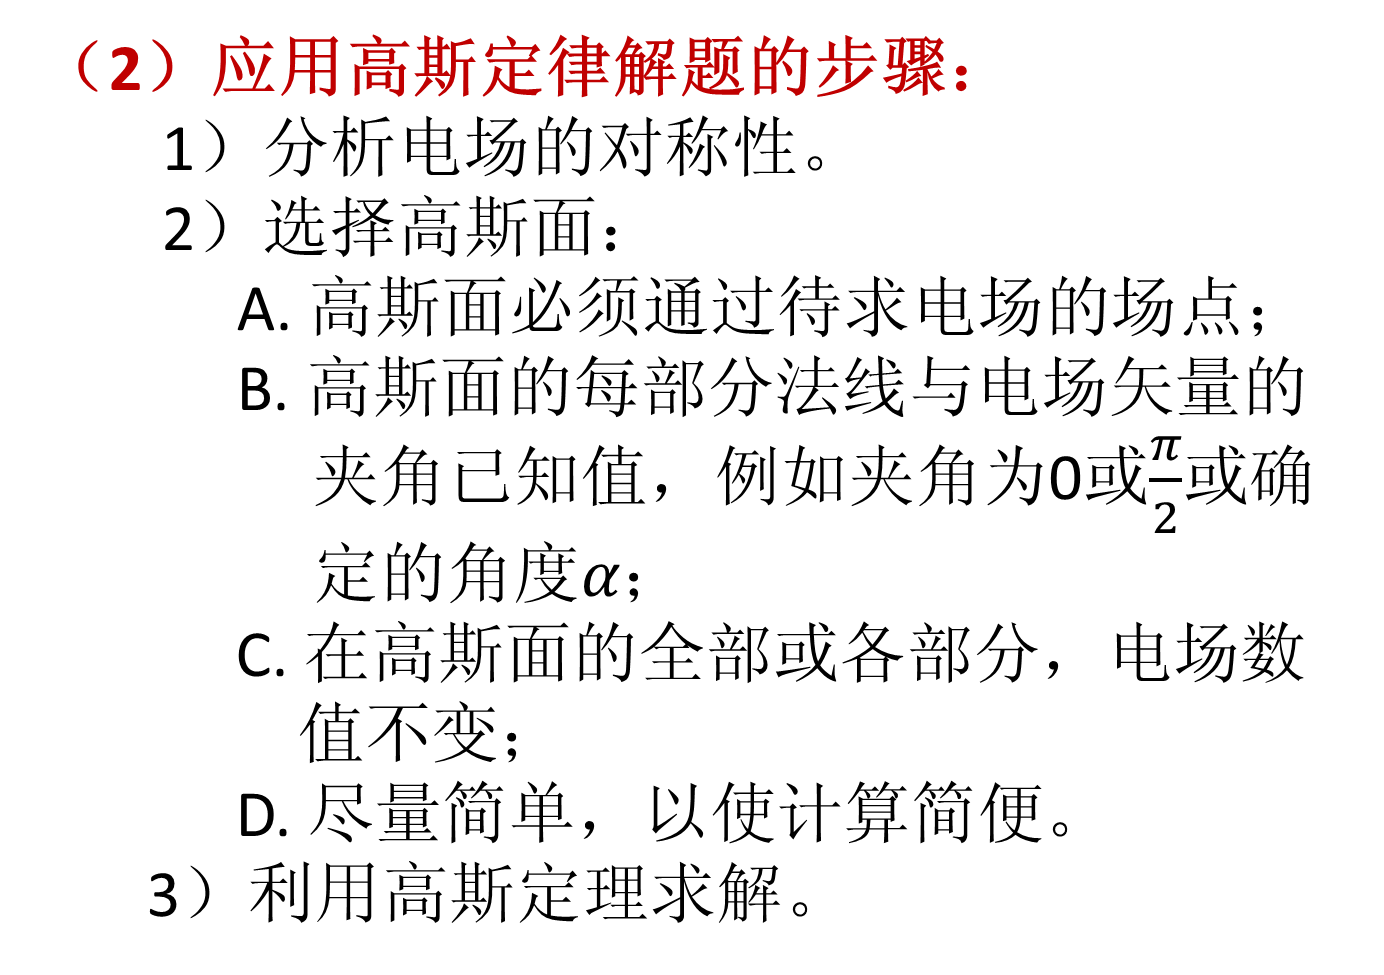 （2）应用高斯定律解题的步骤：
1）分析电场的对称性。
2）选择高斯面：
A. 高斯面必须通过待求电场的场点；
B. 高斯面的每部分法线与电场矢量的
夹角已知值，例如夹角为0或π/2或确
定的角度α；
C. 在高斯面的全部或各部分，电场数
值不变；
D. 尽量简单，以使计算简便。
3）利用高斯定理求解。